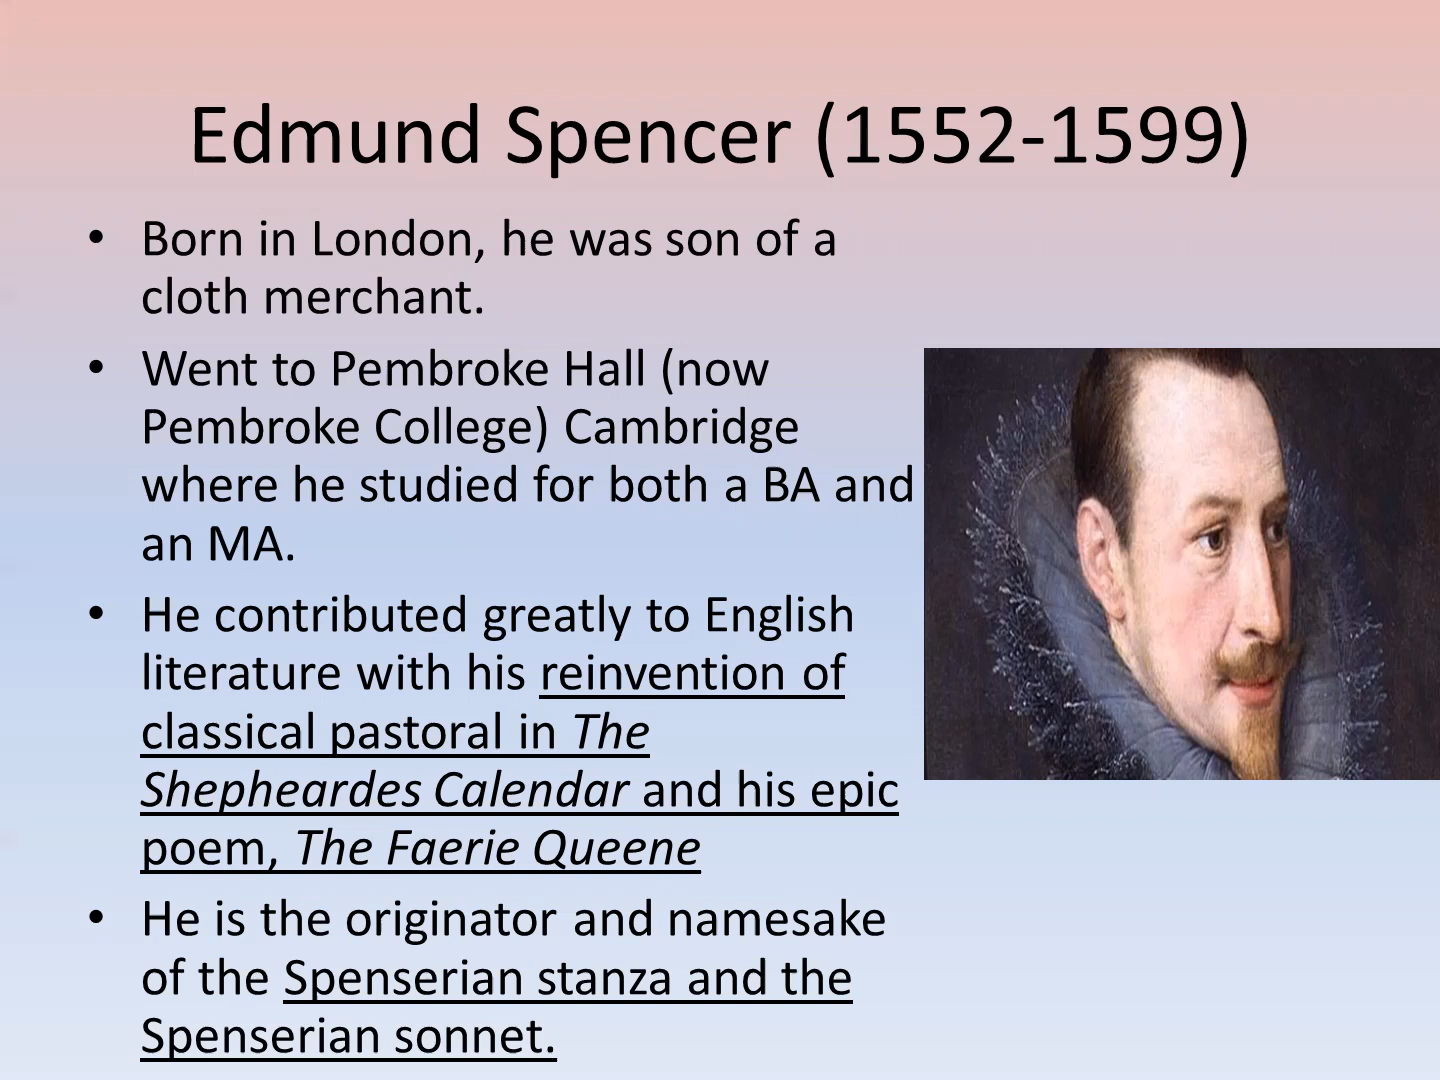 Edmund Spencer (1552-1599)
• Born in London, he was son of a
cloth merchant.
• Went to Pembroke Hall (now
Pembroke College) Cambridge
where he studied for both a BA and
an MA.
• He contributed greatly to English
literature with his reinvention of
classical pastoral in The
Shepheardes Calendar and his epic
poem, The Faerie Queene
• He is the originator and namesake
of the Spenserian stanza and the
Spenserian sonnet.